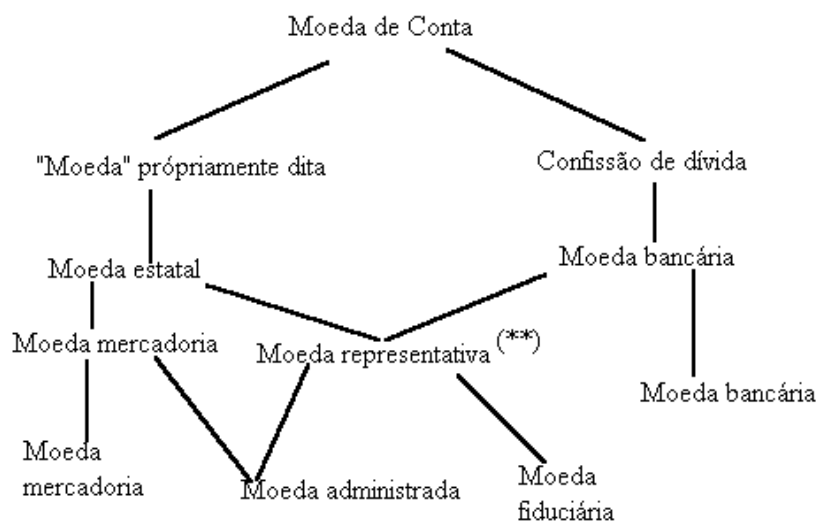 Moeda de Conta
"Moeda" própriamente dita
Confissão de dívida
Moeda estatal
Moeda bancária
Moeda mercadoria
Moeda representativa (**)
Moeda bancária
Moeda
mercadoria
Moeda administrada
Moeda
fiduciária